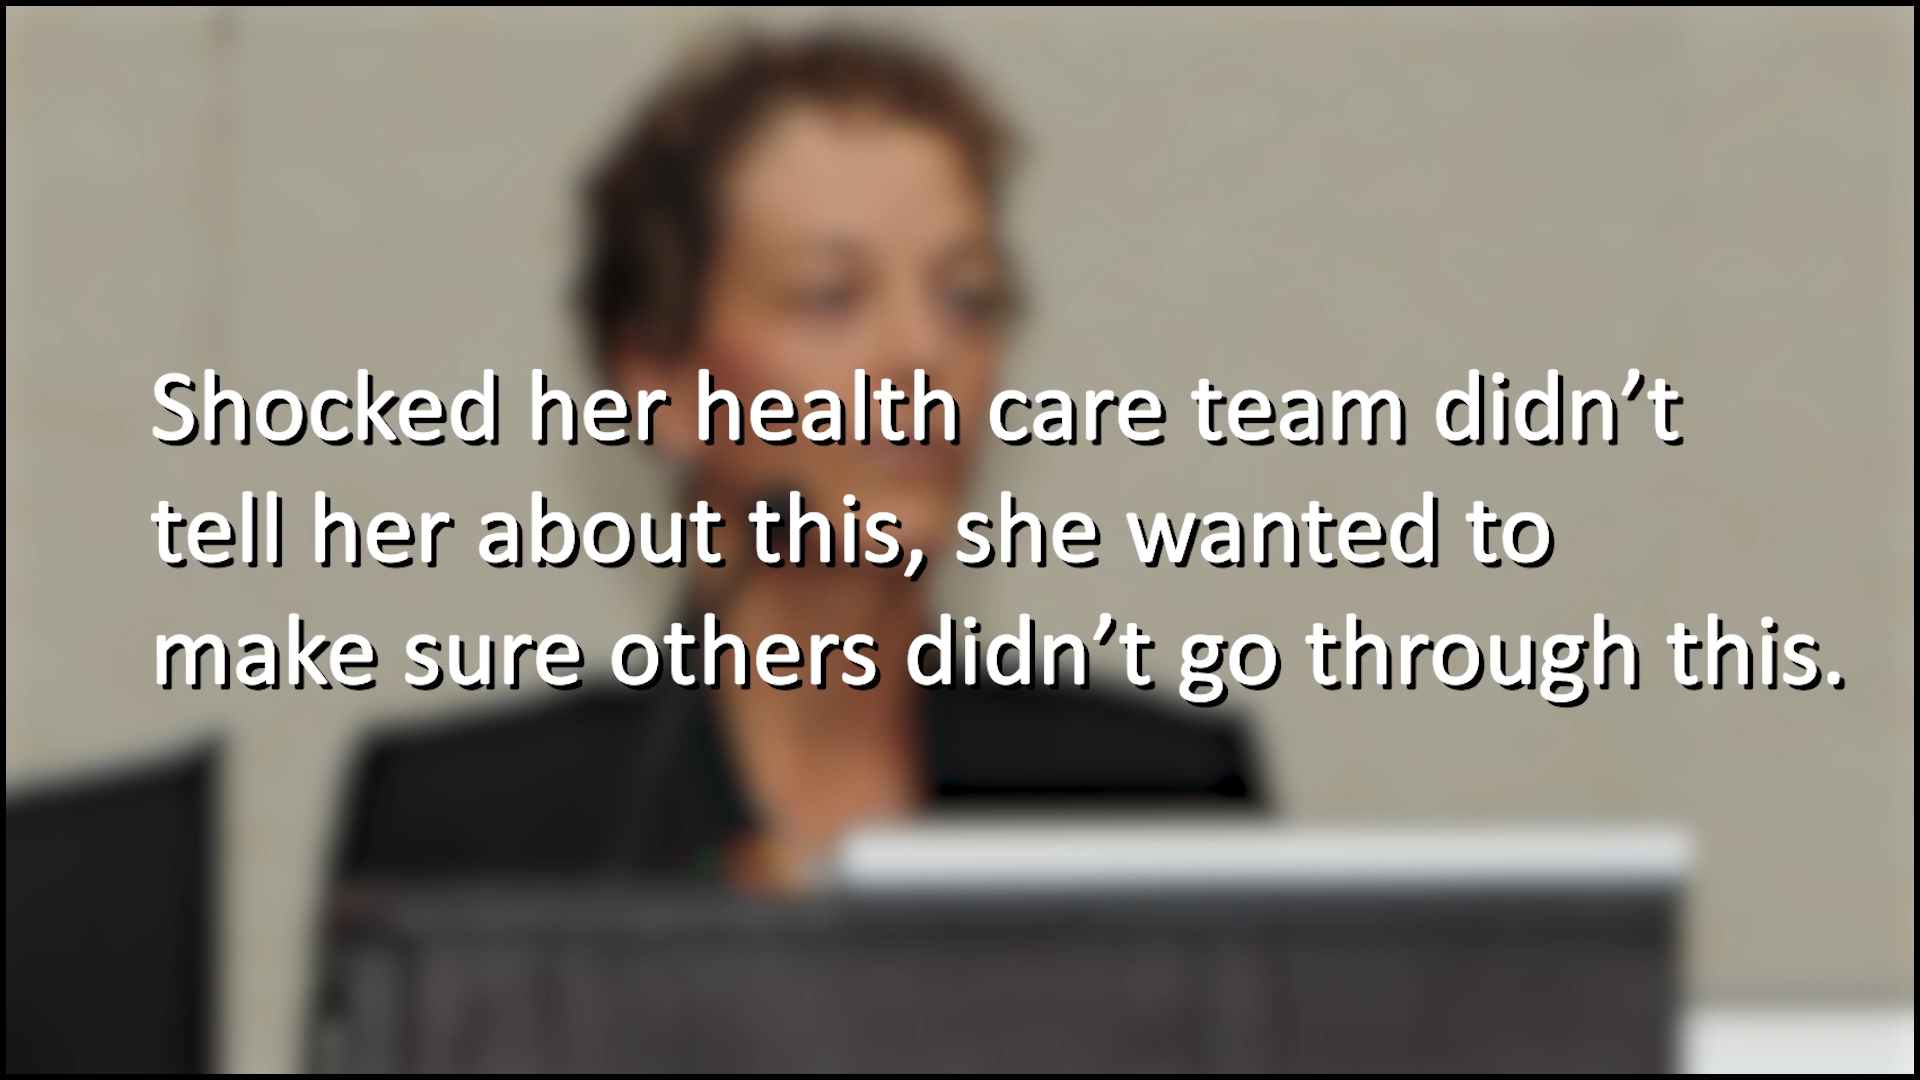 Shocked her health care team didn’t
tell her about this, she wanted to
make sure others didn’t go through this.